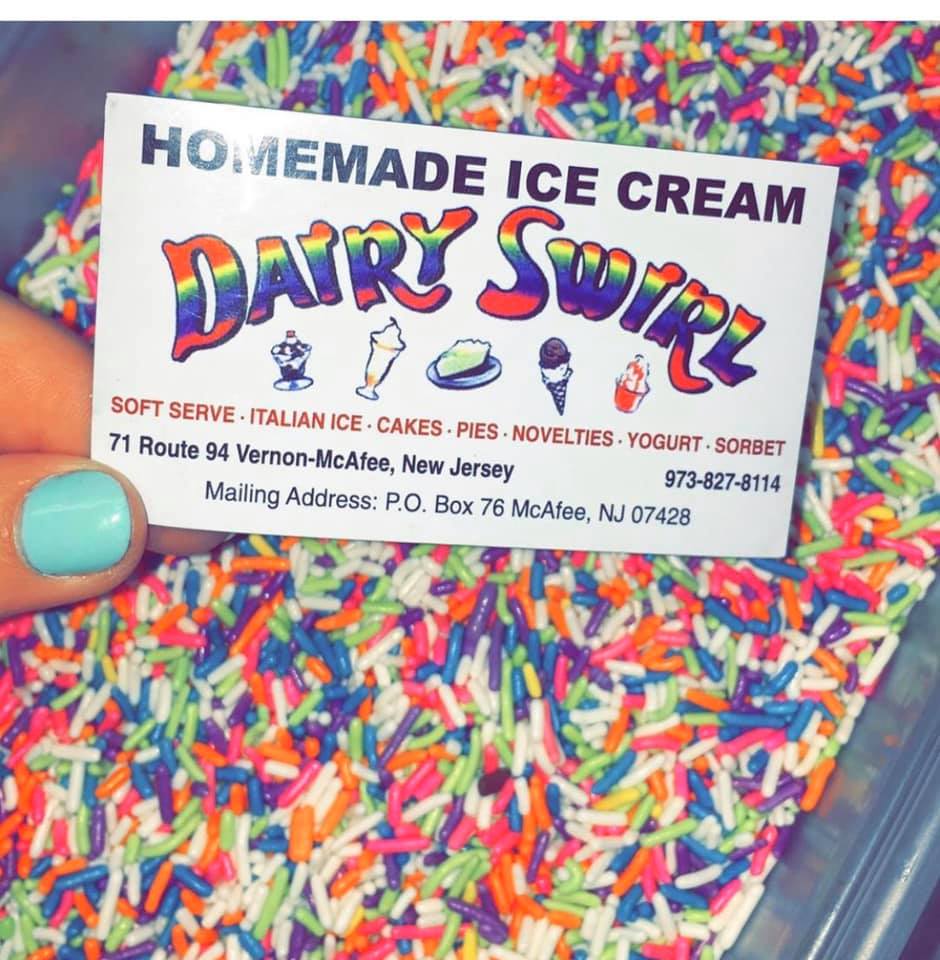 HOMEMADE ICE CREAM
DAIRY SWIRL
SOFT SERVE · ITALIAN ICE · CAKES · PIES · NOVELTIES · YOGURT · SORBET
71 Route 94 Vernon-McAfee, New Jersey 973-827-8114
Mailing Address: P.O. Box 76 McAfee, NJ 07428